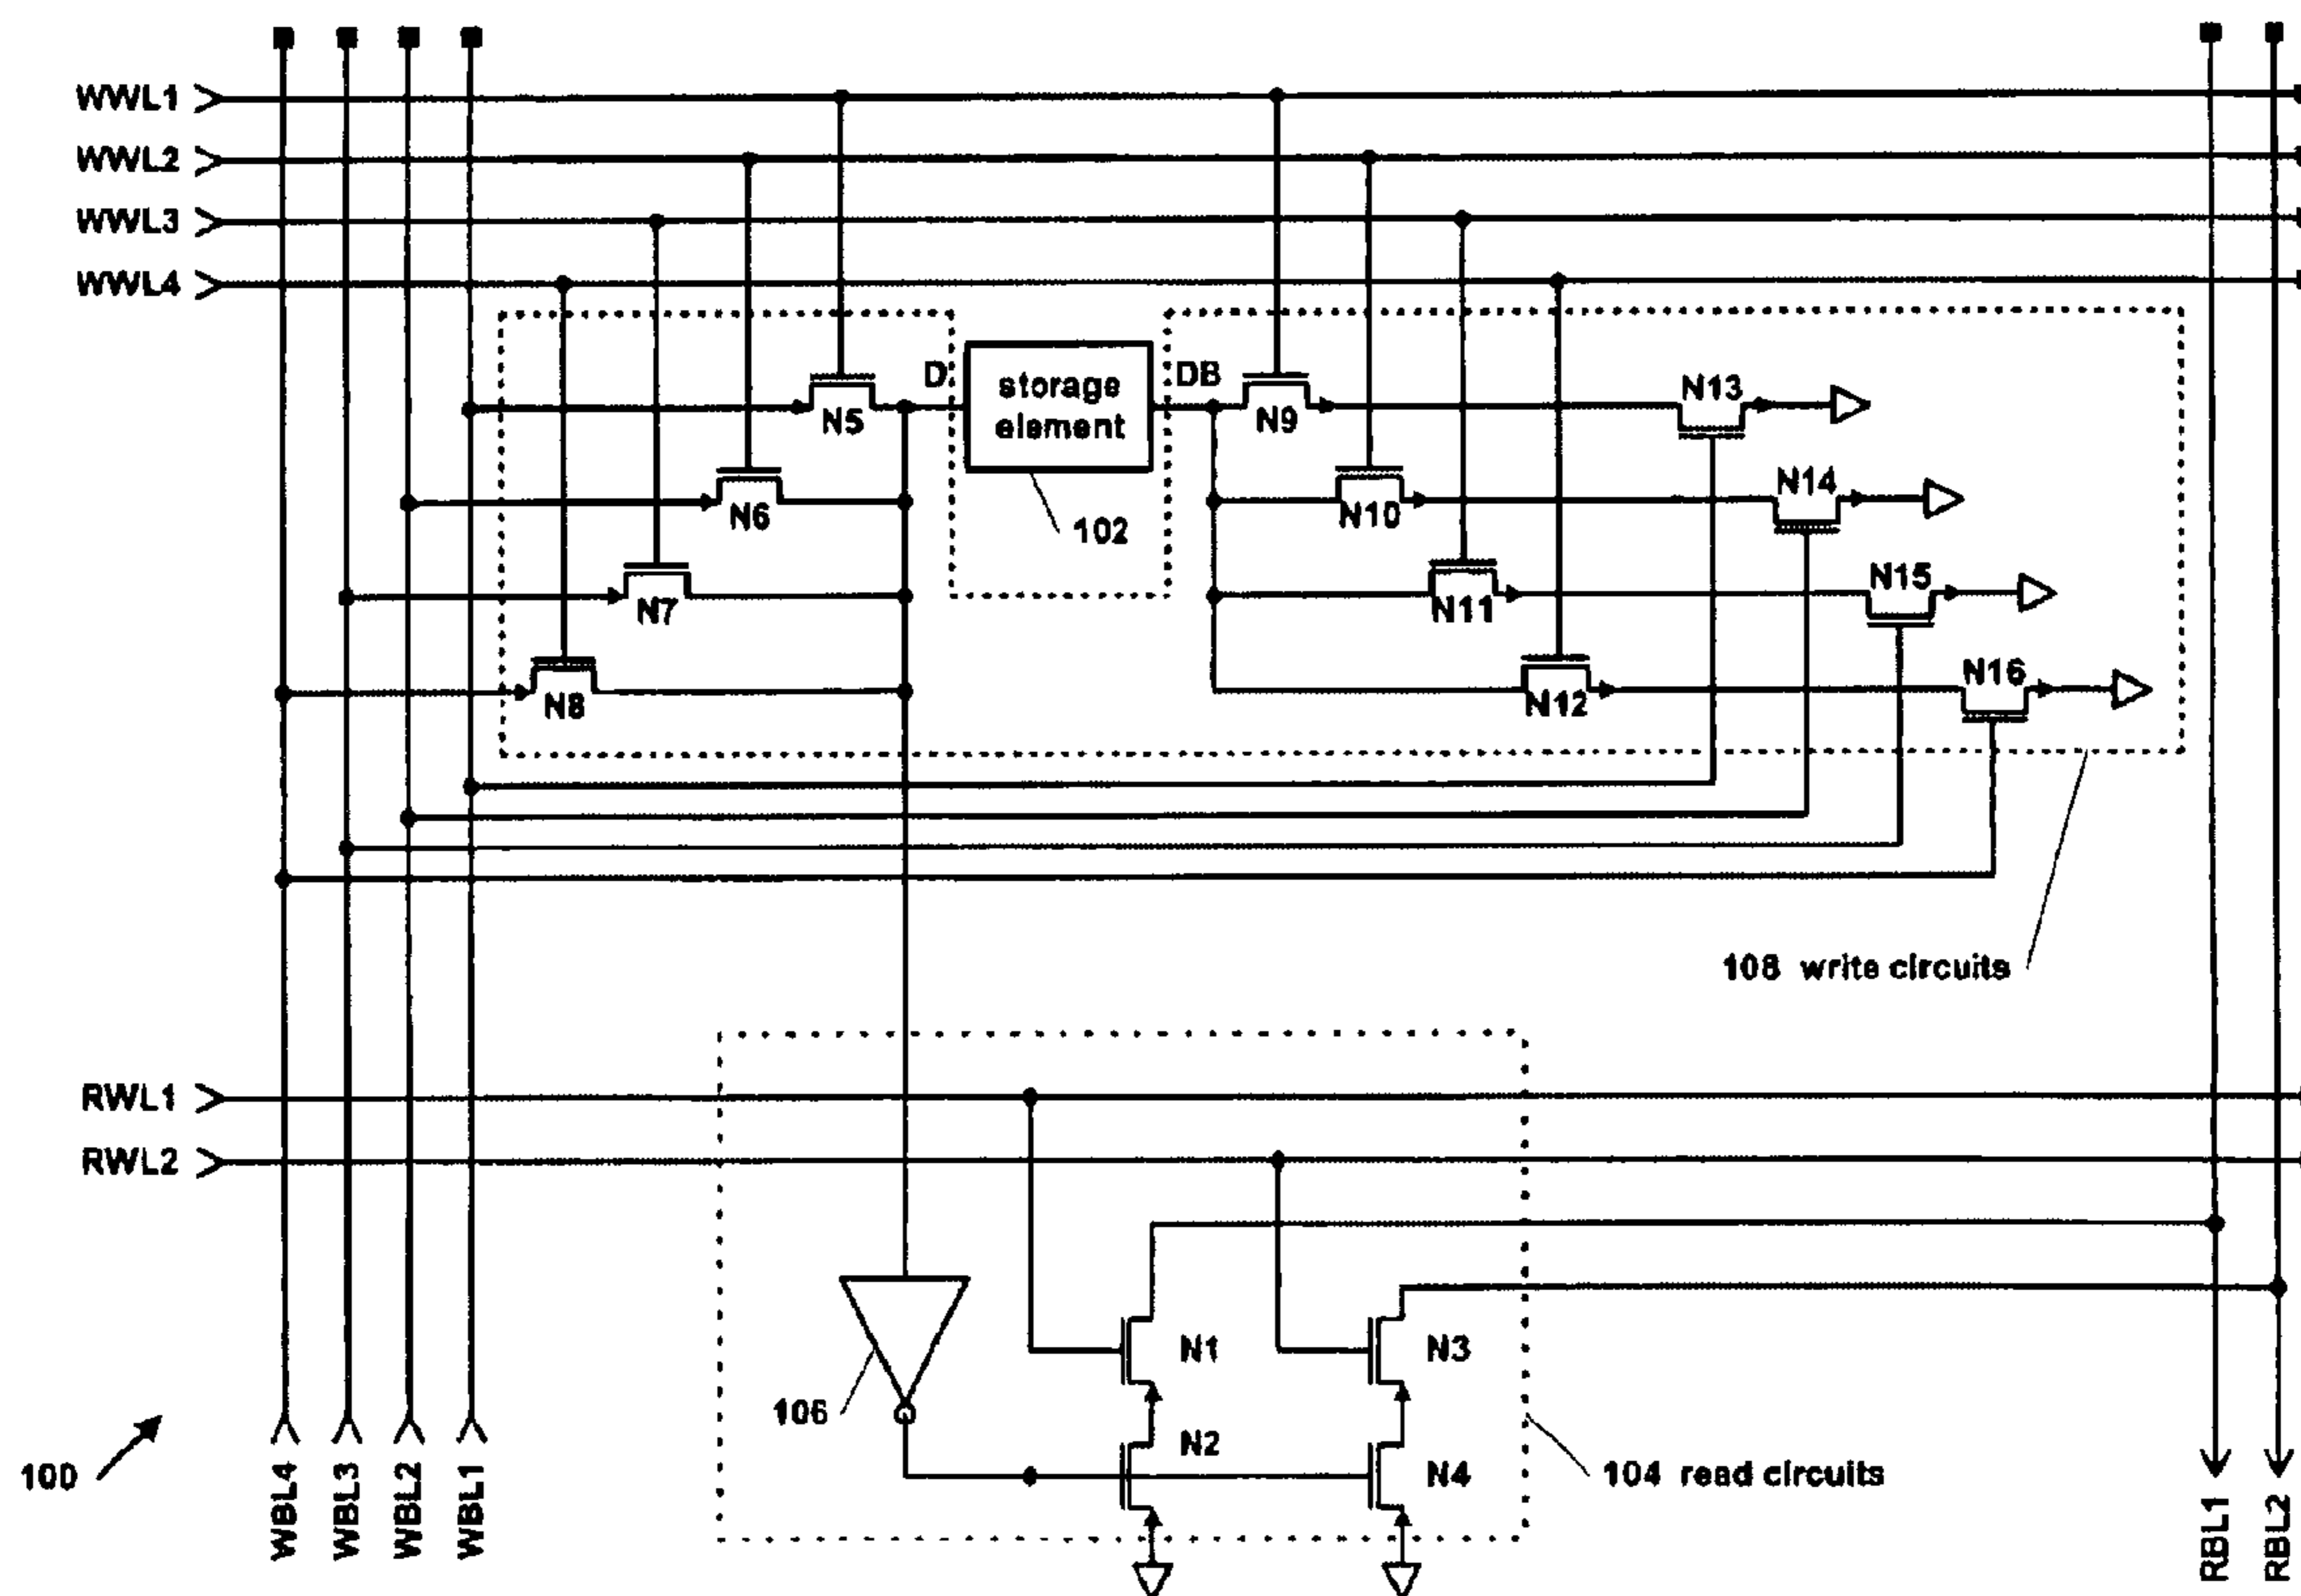 WWL1
WWL2
WWL3
WWL4
D
storage
element
DB
N5
N9
N13
N6
102
N10
N14
N7
N11
N15
N8
N12
N16
108 write circuits
RWL1
RWL2
N1
N3
106
N2
N4
104 read circuits
100
WBL4
WBL3
WBL2
WBL1
RBL1
RBL2